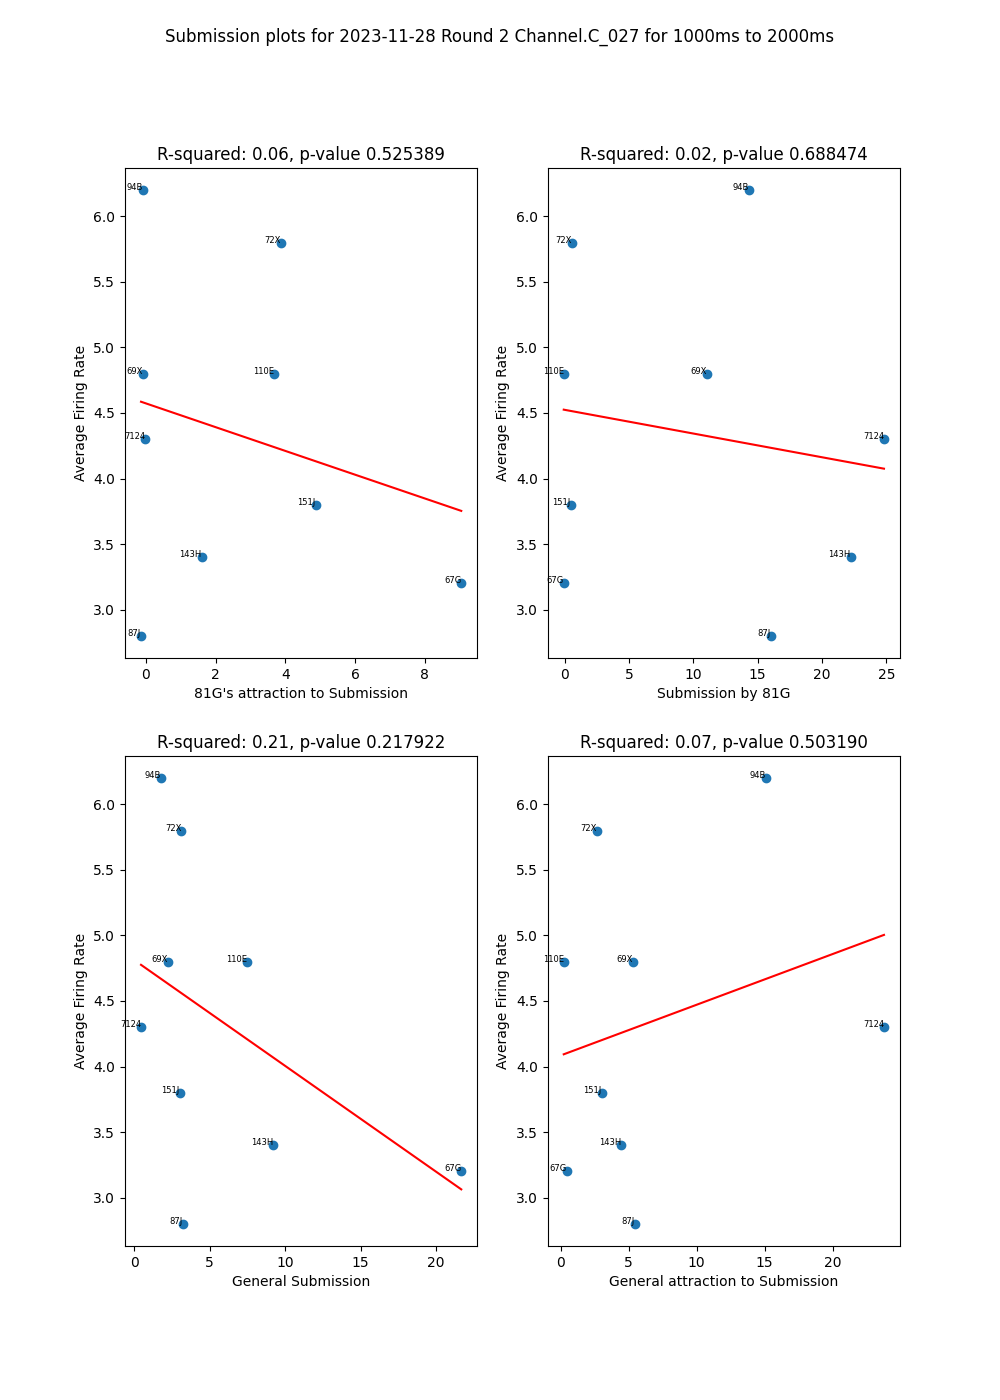 Submission plots for 2023-11-28 Round 2 Channel.C_027 for 1000ms to 2000ms
R-squared: 0.06, p-value 0.525389
94B
72X
69X
110E
7124
151J
143H
67G
87J
6.0
5.5
5.0
4.5
4.0
3.5
3.0
Average Firing Rate
0 2 4 6 8
81G's attraction to Submission
R-squared: 0.02, p-value 0.688474
94B
72X
110E
69X
7124
151J
143H
67G
87J
6.0
5.5
5.0
4.5
4.0
3.5
3.0
Average Firing Rate
0 5 10 15 20 25
Submission by 81G
R-squared: 0.21, p-value 0.217922
94B
72X
69X
110E
7124
151J
143H
67G
87J
6.0
5.5
5.0
4.5
4.0
3.5
3.0
Average Firing Rate
0 5 10 15 20
General Submission
R-squared: 0.07, p-value 0.503190
94B
72X
110E
69X
7124
151J
143H
67G
87J
6.0
5.5
5.0
4.5
4.0
3.5
3.0
Average Firing Rate
0 5 10 15 20
General attraction to Submission